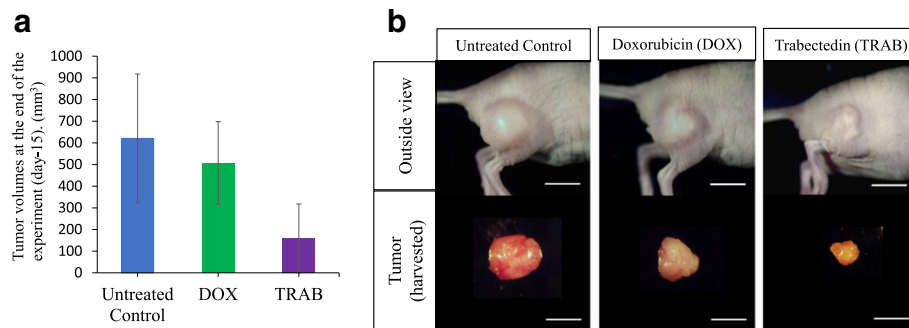 a
Tumor volumes at the end of the
experiment (day-15). (mm³)
1000
900
800
700
600
500
400
300
200
100
0
Untreated
Control
DOX
TRAB
b
Untreated Control
Doxorubicin (DOX)
Trabectedin (TRAB)
Outside view
Tumor
(harvested)